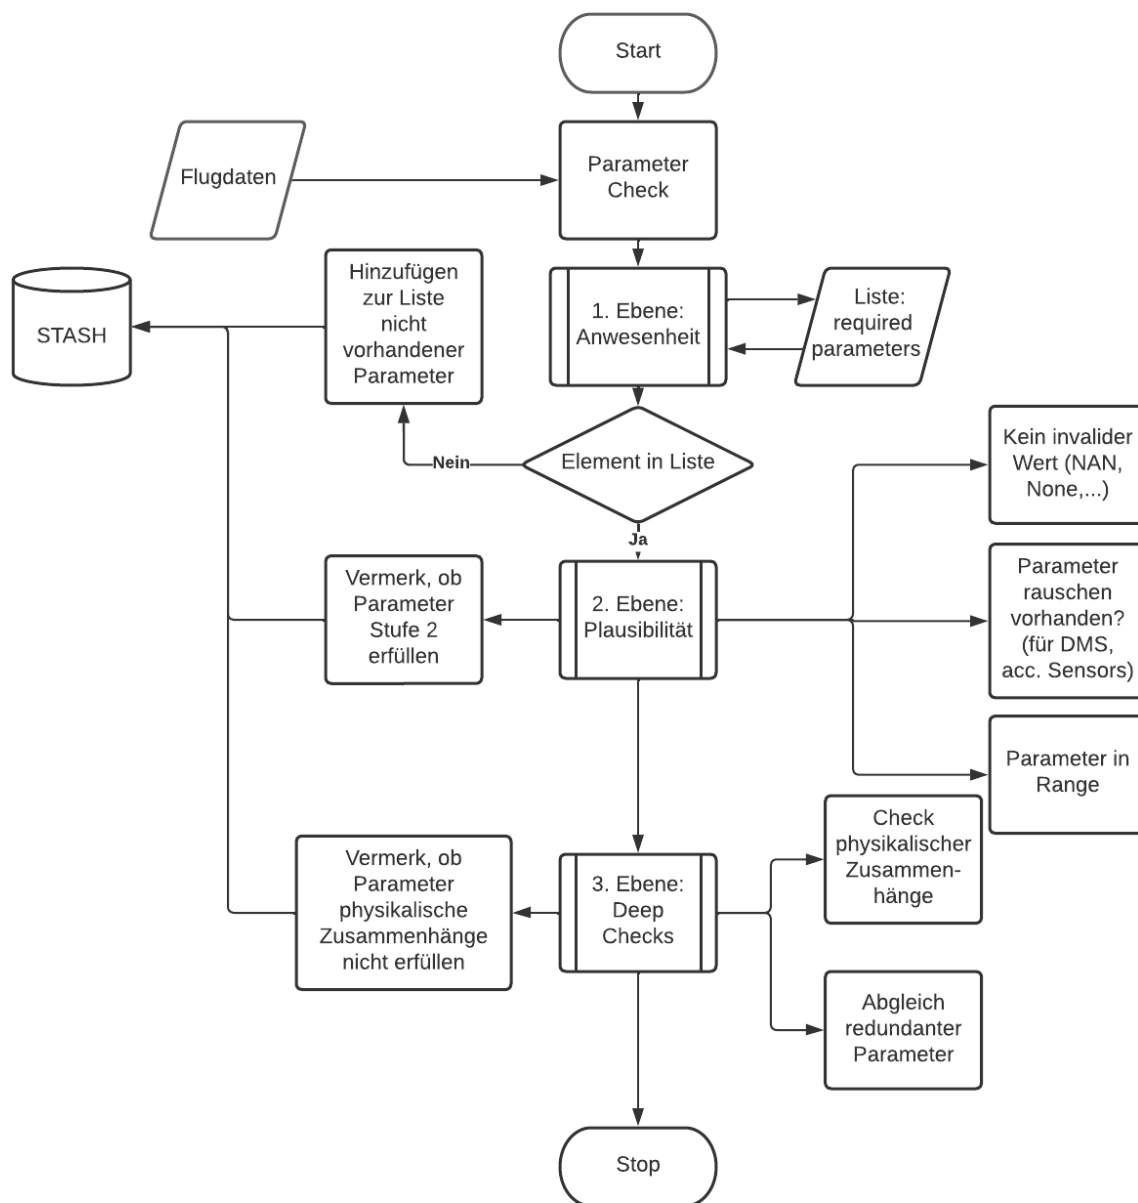 Start
Flugdaten
Parameter
Check
STASH
Hinzufügen
zur Liste
nicht
vorhandener
Parameter
1. Ebene:
Anwesenheit
Liste:
required
parameters
Nein
Element in Liste
Ja
Kein invalider
Wert (NAN,
None,...)
Vermerk, ob
Parameter
Stufe 2
erfüllen
2. Ebene:
Plausibilität
Parameter
rauschen
vorhanden?
(für DMS,
acc. Sensors)
Parameter in
Range
Vermerk, ob
Parameter
physikalische
Zusammenhänge
nicht erfüllen
3. Ebene:
Deep
Checks
Check
physikalischer
Zusammen-
hänge
Abgleich
redundanter
Parameter
Stop